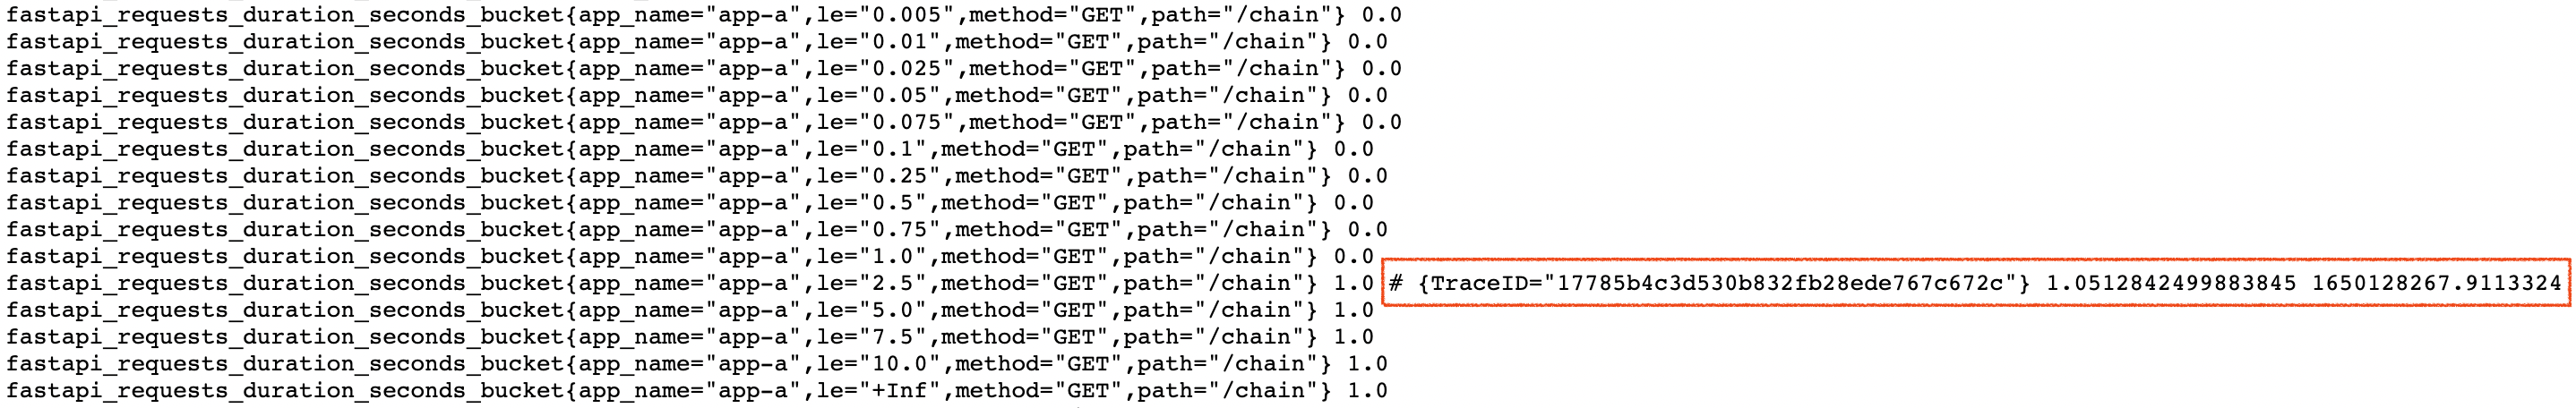 fastapi_requests_duration_seconds_bucket{app_name="app-a",le="0.005",method="GET",path="/chain"} 0.0
fastapi_requests_duration_seconds_bucket{app_name="app-a",le="0.01",method="GET",path="/chain"} 0.0
fastapi_requests_duration_seconds_bucket{app_name="app-a",le="0.025",method="GET",path="/chain"} 0.0
fastapi_requests_duration_seconds_bucket{app_name="app-a",le="0.05",method="GET",path="/chain"} 0.0
fastapi_requests_duration_seconds_bucket{app_name="app-a",le="0.075",method="GET",path="/chain"} 0.0
fastapi_requests_duration_seconds_bucket{app_name="app-a",le="0.1",method="GET",path="/chain"} 0.0
fastapi_requests_duration_seconds_bucket{app_name="app-a",le="0.25",method="GET",path="/chain"} 0.0
fastapi_requests_duration_seconds_bucket{app_name="app-a",le="0.5",method="GET",path="/chain"} 0.0
fastapi_requests_duration_seconds_bucket{app_name="app-a",le="0.75",method="GET",path="/chain"} 0.0
fastapi_requests_duration_seconds_bucket{app_name="app-a",le="1.0",method="GET",path="/chain"} 0.0
fastapi_requests_duration_seconds_bucket{app_name="app-a",le="2.5",method="GET",path="/chain"} 1.0 # {TraceID="17785b4c3d530b832fb28ede767c672c"} 1.0512842499883845 1650128267.9113324
fastapi_requests_duration_seconds_bucket{app_name="app-a",le="5.0",method="GET",path="/chain"} 1.0
fastapi_requests_duration_seconds_bucket{app_name="app-a",le="7.5",method="GET",path="/chain"} 1.0
fastapi_requests_duration_seconds_bucket{app_name="app-a",le="10.0",method="GET",path="/chain"} 1.0
fastapi_requests_duration_seconds_bucket{app_name="app-a",le="+Inf",method="GET",path="/chain"} 1.0